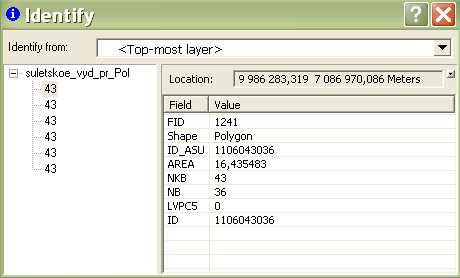 Identify
Identify from: <Top-most layer>
suletskoe_vyd_pr_Pol
43
43
43
43
43
43
Location: 9 986 283,319 7 086 970,086 Meters
Field Value
FID 1241
Shape Polygon
ID_ASU 1106043036
AREA 16,435483
NKB 43
NB 36
LVPC5 0
ID 1106043036